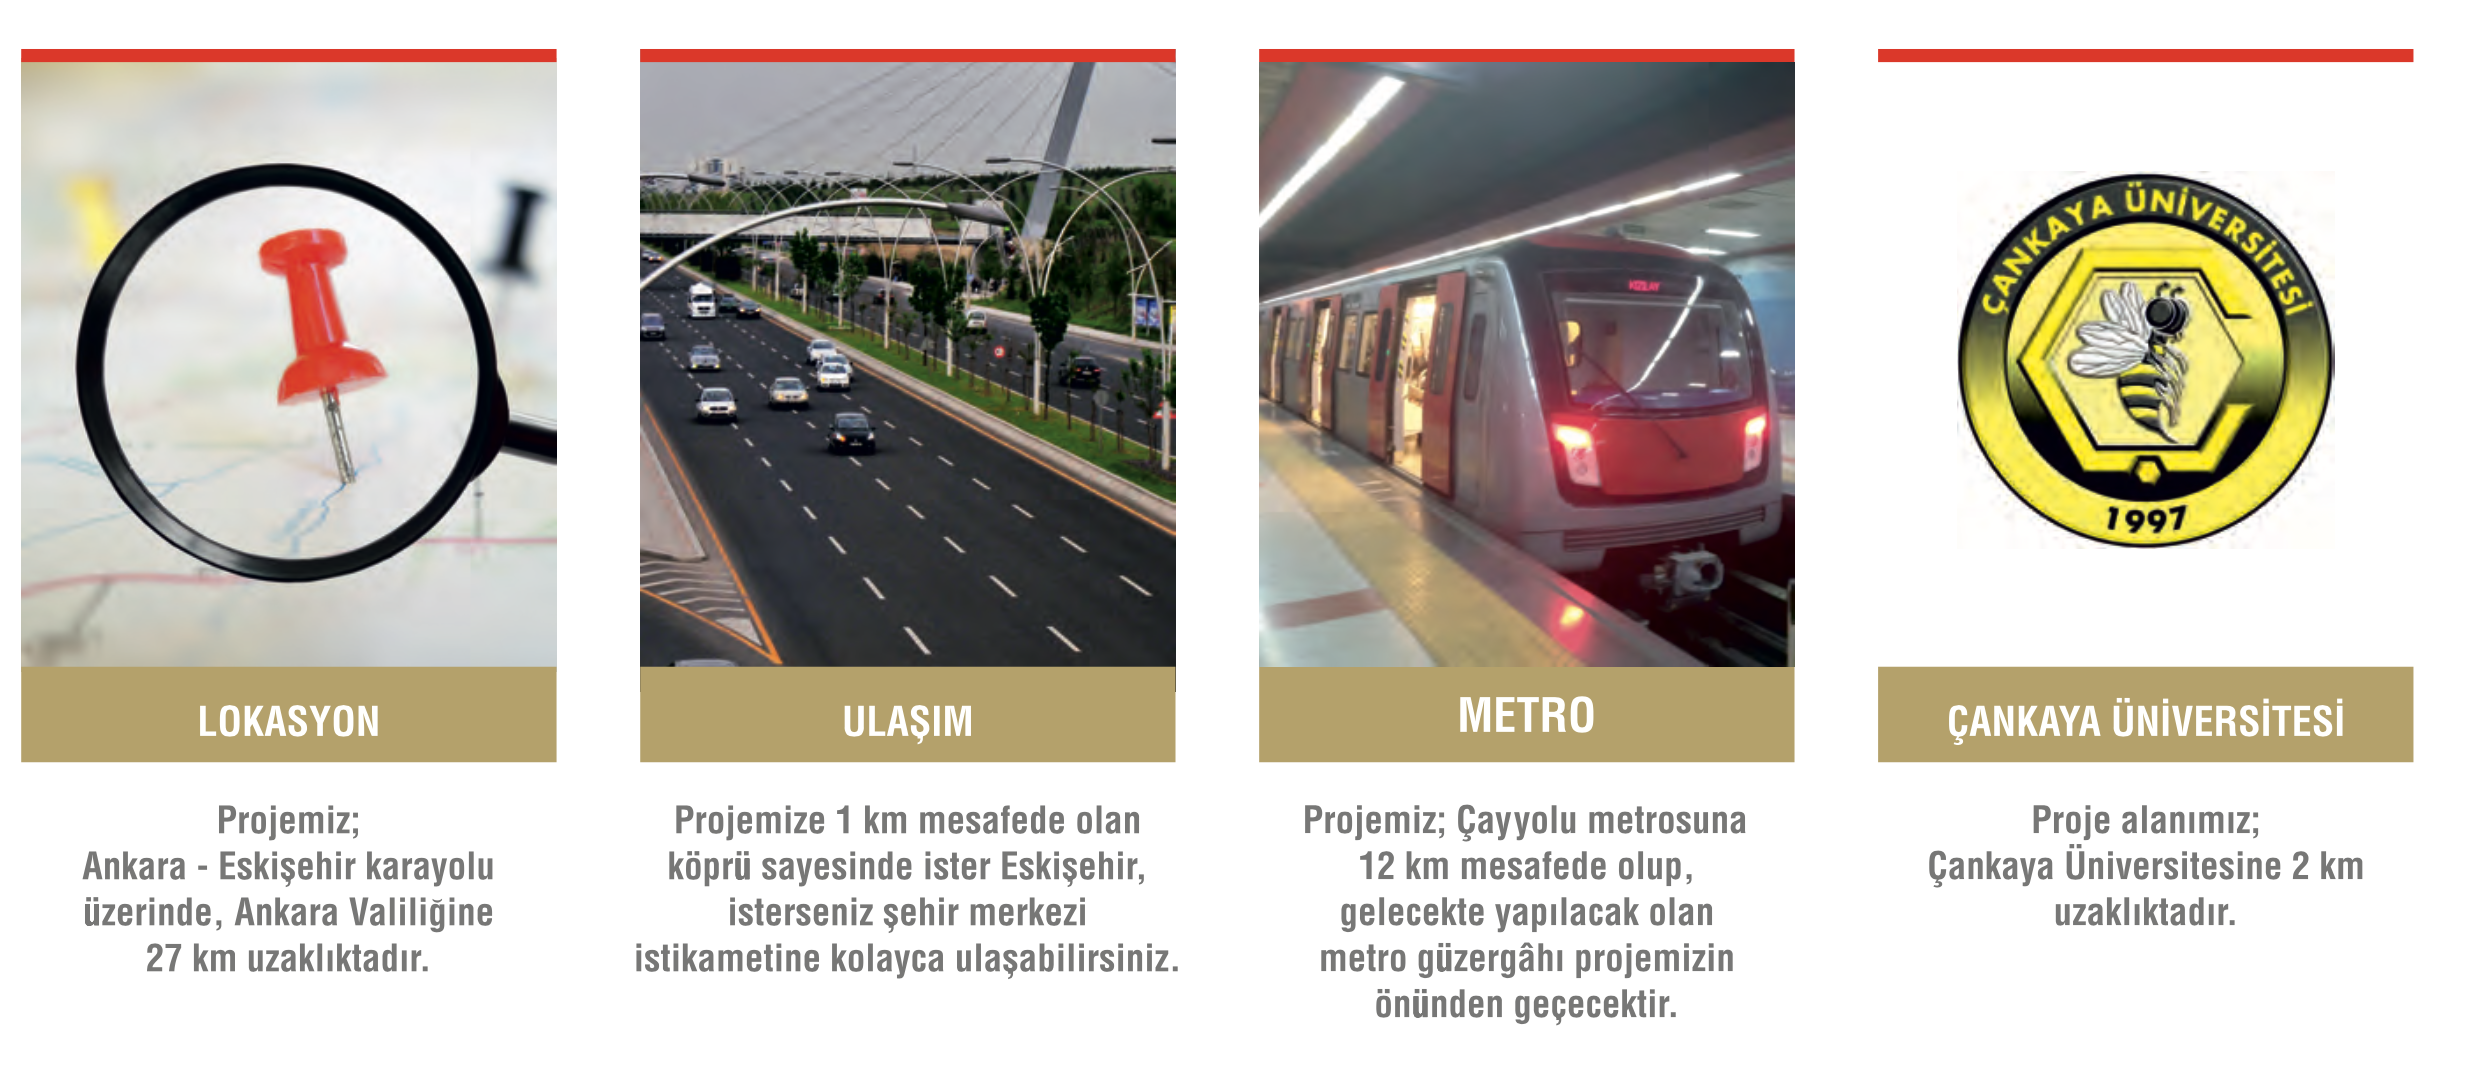 KIZILAY
ÇANKAYA ÜNİVERSİTESİ
1997
LOKASYON
Projemiz;
Ankara - Eskişehir karayolu
üzerinde, Ankara Valiliğine
27 km uzaklıktadır.
ULAŞIM
Projemize 1 km mesafede olan
köprü sayesinde ister Eskişehir,
isterseniz şehir merkezi
istikametine kolayca ulaşabilirsiniz.
METRO
Projemiz; Çayyolu metrosuna
12 km mesafede olup,
gelecekte yapılacak olan
metro güzergâhı projemizin
önünden geçecektir.
ÇANKAYA ÜNİVERSİTESİ
Proje alanımız;
Çankaya Üniversitesine 2 km
uzaklıktadır.